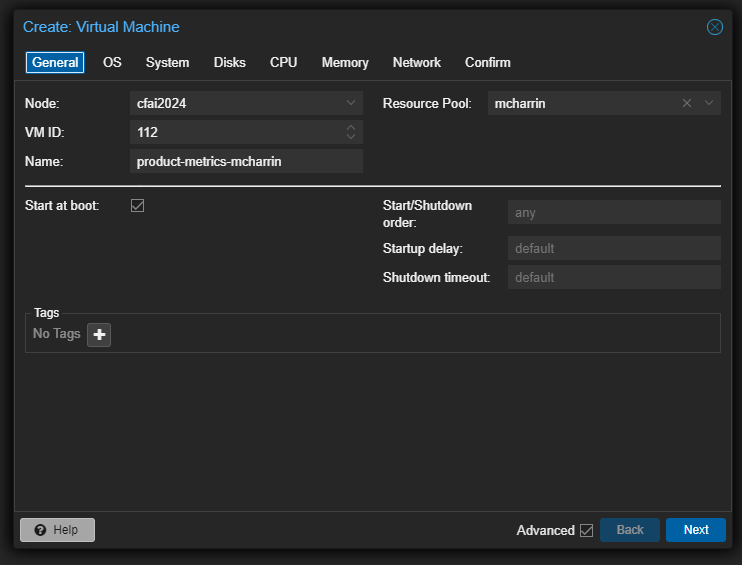 Create: Virtual Machine
General OS System Disks CPU Memory Network Confirm
Node: cfai2024 Resource Pool: mcharrin
VM ID: 112
Name: product-metrics-mcharrin
Start at boot: Start/Shutdown order: any
Startup delay: default
Shutdown timeout: default
Tags
No Tags
Help Advanced Back Next